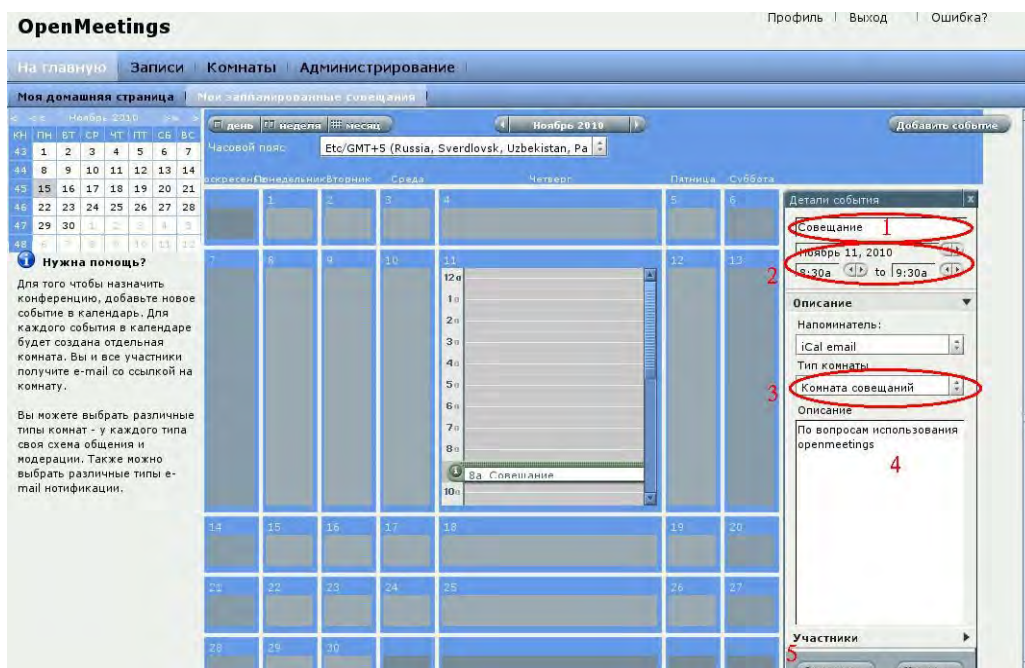 OpenMeetings
Профиль | Выход | Ошибка?
На главную | Записи | Комнаты | Администрирование
Моя домашняя страница | Мои запланированные совещания
< << Ноябрь 2010 >> >
КН ПН ВТ СР ЧТ ПТ СБ ВС
43 1 2 3 4 5 6 7
44 8 9 10 11 12 13 14
45 15 16 17 18 19 20 21
46 22 23 24 25 26 27 28
47 29 30 1 2 3 4 5
48 6 7 8 9 10 11 12
Нужна помощь?
Для того чтобы назначить
конференцию, добавьте новое
событие в календарь. Для
каждого события в календаре
будет создана отдельная
комната. Вы и все участники
получите e-mail со ссылкой на
комнату.
Вы можете выбрать различные
типы комнат - у каждого типа
своя схема общения и
модерации. Также можно
выбрать различные типы e-
mail нотификации.
день неделя месяц
Ноябрь 2010
Добавить событие
Часовой пояс
Etc/GMT+5 (Russia, Sverdlovsk, Uzbekistan, Pa
Понедельник Вторник Среда Четверг Пятница Суббота
1 2 3 4 5 6
7 8 9 10 11 12 13
12a
1a
2a
3a
4a
5a
6a
7a
8a
8a Совещание
10a
14 15 16 17 18 19 20
21 22 23 24 25 26 27
28 29 30
Детали события x
Совещание 1
Ноябрь 11, 2010
2
8:30a to 9:30a
Описание
Напоминатель:
iCal email
Тип комнаты
3
Комната совещаний
Описание
По вопросам использования
openmeetings
4
Участники
5